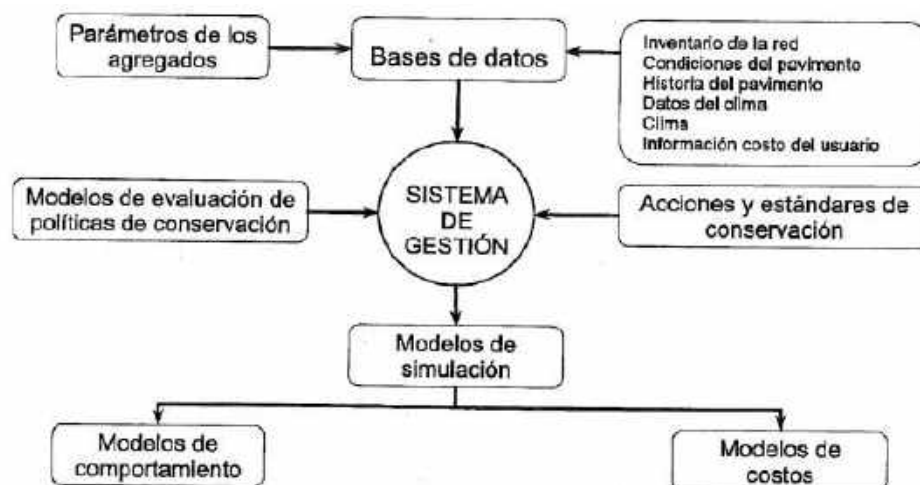 Parámetros de los
agregados
Bases de datos
Inventario de la red
Condiciones del pavimento
Historia del pavimento
Datos del clima
Clima
Información costo del usuario
Modelos de evaluación de
políticas de conservación
SISTEMA
DE
GESTIÓN
Acciones y estándares de
conservación
Modelos de
simulación
Modelos de
comportamiento
Modelos de
costos